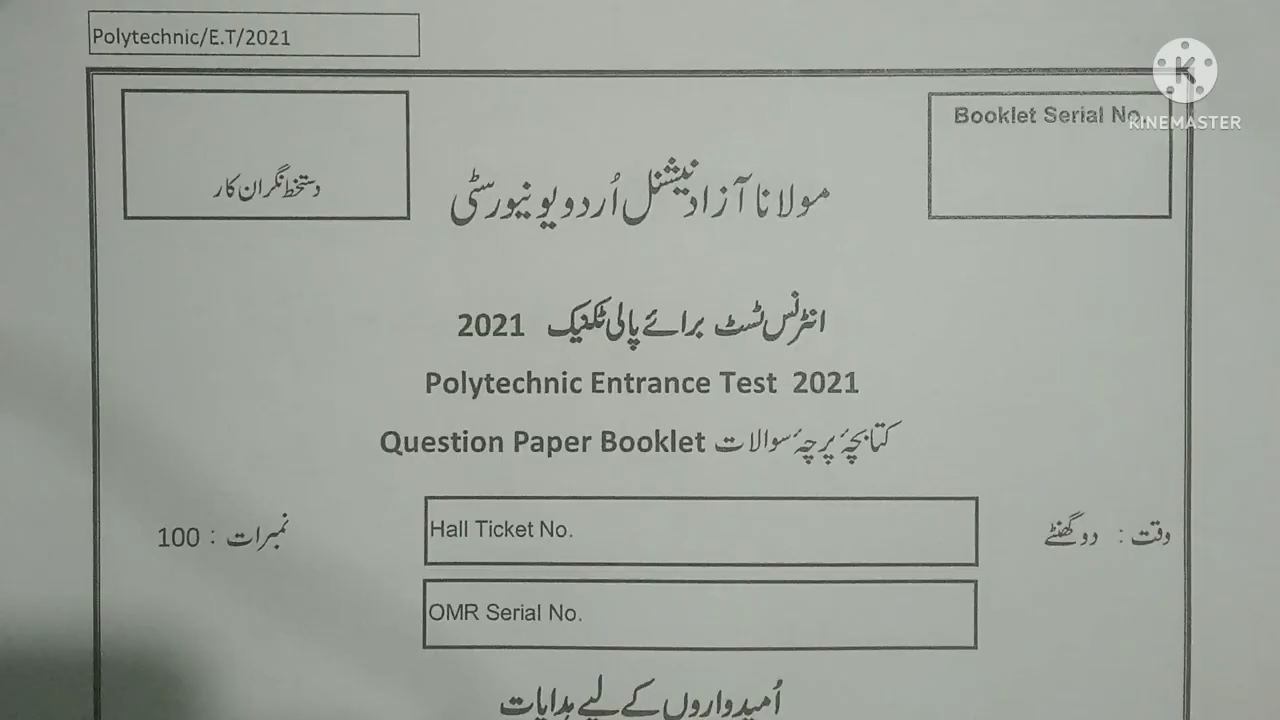 Polytechnic/E.T/2021
Booklet Serial No.
KINEMASTER
دستخط نگران کار
مولانا آزاد نیشنل اُردو یونیورسٹی
انٹرنس ٹسٹ برائے پالی ٹکنیک 2021
Polytechnic Entrance Test 2021
Question Paper Booklet کتابچۂ پرچۂ سوالات
وقت : دو گھنٹے
Hall Ticket No.
نمبرات : 100
OMR Serial No.
اُمیدواروں کے لیے ہدایات